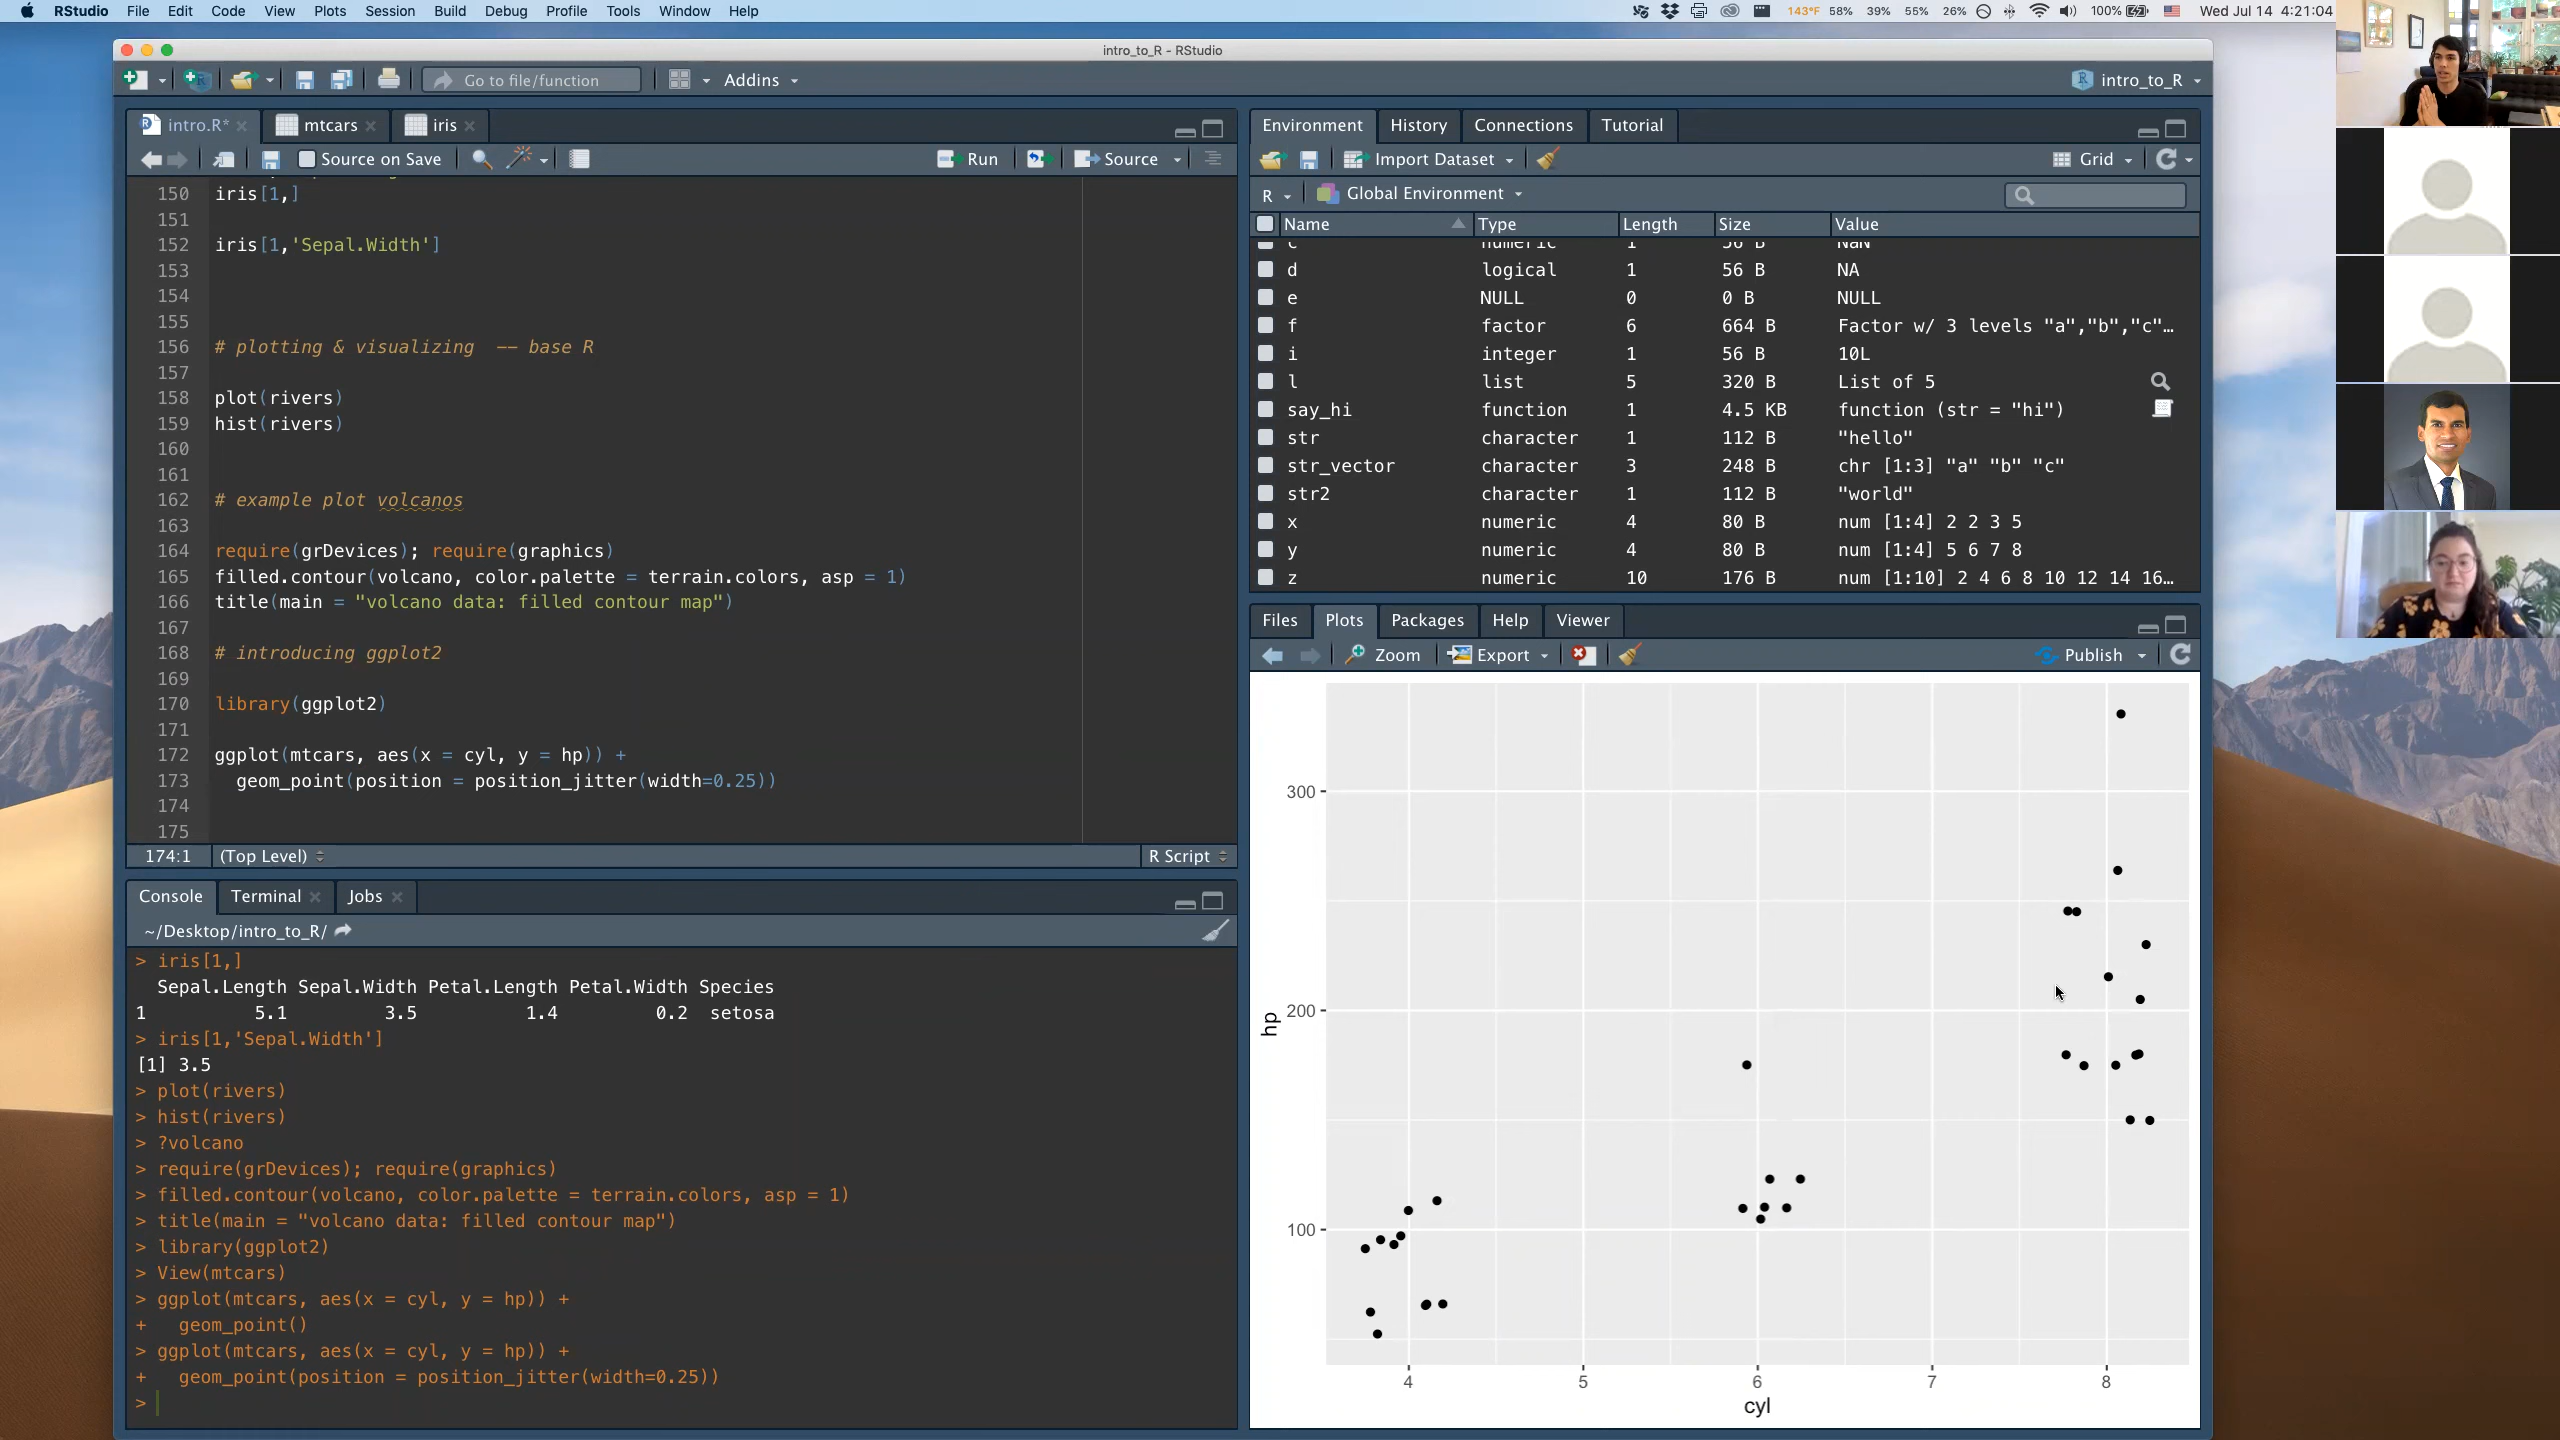 RStudio File Edit Code View Plots Session Build Debug Profile Tools Window Help 143°F 58% 39% 55% 26% 100% Wed Jul 14 4:21:04
intro_to_R - RStudio
Go to file/function Addins intro_to_R
intro.R* mtcars iris
Source on Save Run Source
150 iris[1,]
151
152 iris[1,'Sepal.Width']
153
154
155
156 # plotting & visualizing -- base R
157
158 plot(rivers)
159 hist(rivers)
160
161
162 # example plot volcanos
163
164 require(grDevices); require(graphics)
165 filled.contour(volcano, color.palette = terrain.colors, asp = 1)
166 title(main = "volcano data: filled contour map")
167
168 # introducing ggplot2
169
170 library(ggplot2)
171
172 ggplot(mtcars, aes(x = cyl, y = hp)) +
173 geom_point(position = position_jitter(width=0.25))
174
175
174:1 (Top Level) R Script
Console Terminal Jobs
~/Desktop/intro_to_R/
> iris[1,]
Sepal.Length Sepal.Width Petal.Length Petal.Width Species
1 5.1 3.5 1.4 0.2 setosa
> iris[1,'Sepal.Width']
[1] 3.5
> plot(rivers)
> hist(rivers)
> ?volcano
> require(grDevices); require(graphics)
> filled.contour(volcano, color.palette = terrain.colors, asp = 1)
> title(main = "volcano data: filled contour map")
> library(ggplot2)
> View(mtcars)
> ggplot(mtcars, aes(x = cyl, y = hp)) +
+ geom_point()
> ggplot(mtcars, aes(x = cyl, y = hp)) +
+ geom_point(position = position_jitter(width=0.25))
>
Environment History Connections Tutorial
Import Dataset Grid
R Global Environment
Name Type Length Size Value
c numeric 1 56 B NaN
d logical 1 56 B NA
e NULL 0 0 B NULL
f factor 6 664 B Factor w/ 3 levels "a","b","c"…
i integer 1 56 B 10L
l list 5 320 B List of 5
say_hi function 1 4.5 KB function (str = "hi")
str character 1 112 B "hello"
str_vector character 3 248 B chr [1:3] "a" "b" "c"
str2 character 1 112 B "world"
x numeric 4 80 B num [1:4] 2 2 3 5
y numeric 4 80 B num [1:4] 5 6 7 8
z numeric 10 176 B num [1:10] 2 4 6 8 10 12 14 16…
Files Plots Packages Help Viewer
Zoom Export Publish
300
200
100
hp
4 5 6 7 8
cyl